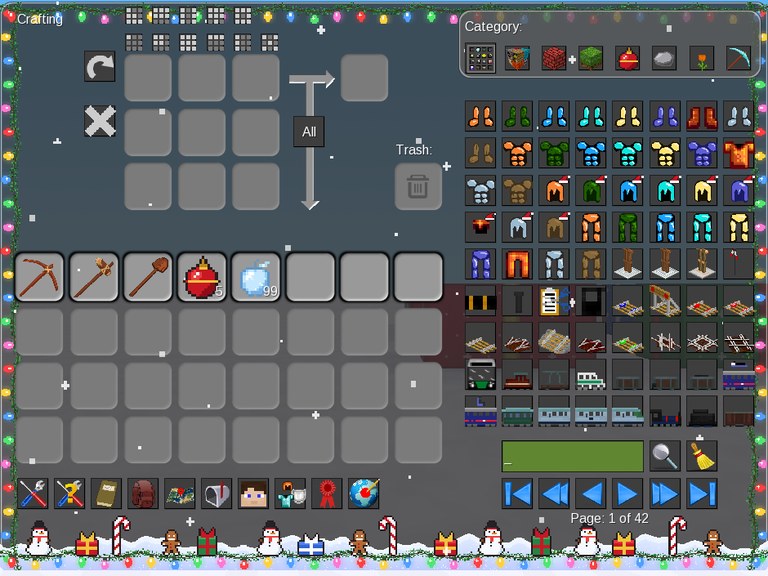 Crafting
Category:
All
Trash:
5
99
_
Page: 1 of 42